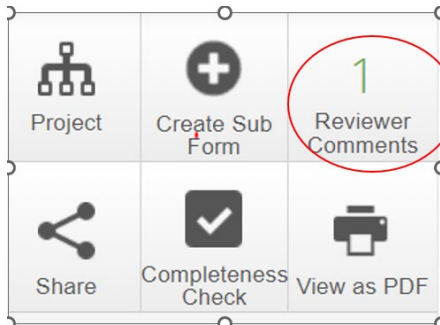 1
Project
Create Sub
Form
Reviewer
Comments
Share
Completeness
Check
View as PDF